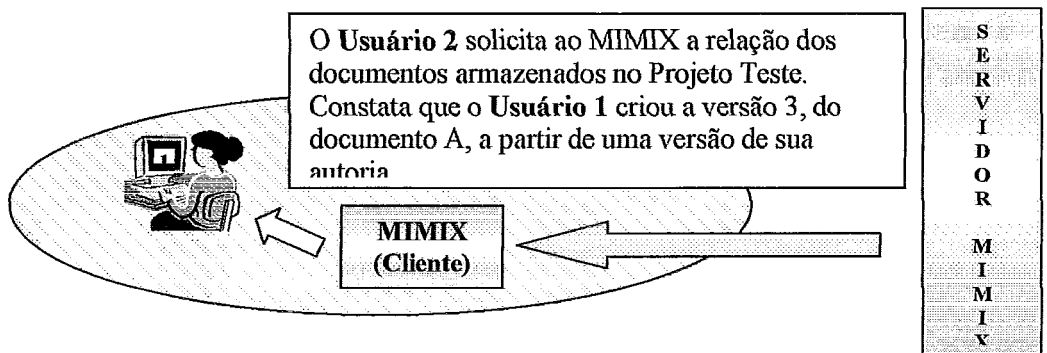 O Usuário 2 solicita ao MIMIX a relação dos
documentos armazenados no Projeto Teste.
Constata que o Usuário 1 criou a versão 3, do
documento A, a partir de uma versão de sua
autoria
MIMIX
(Cliente)
S
E
R
V
I
D
O
R
M
I
M
I
X